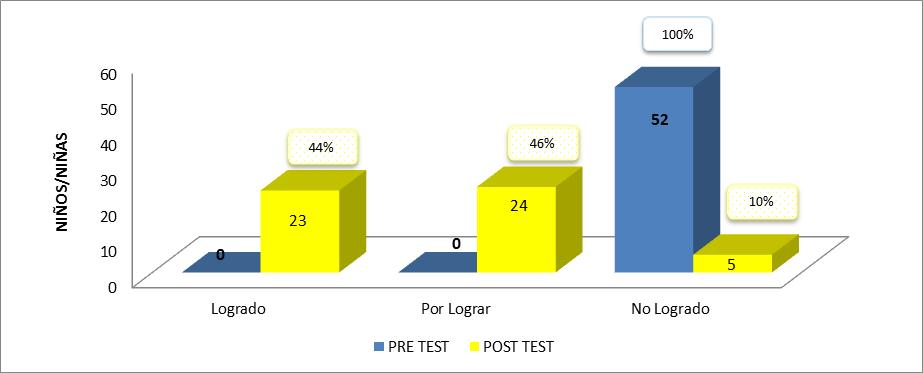 100%
60
50
40
30
20
10
0
NIÑOS/NIÑAS
44%
46%
10%
0
23
0
24
52
5
Logrado
Por Lograr
No Logrado
PRE TEST
POST TEST